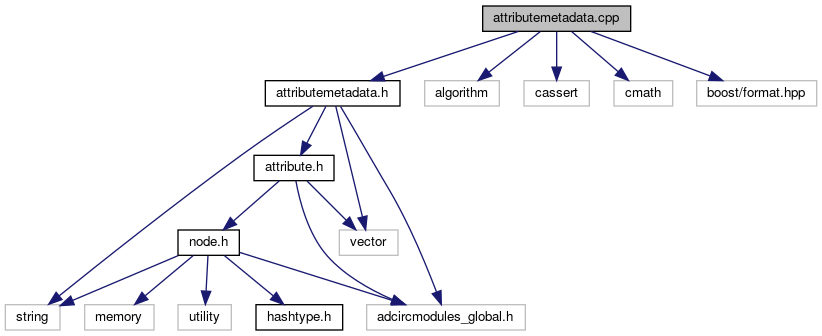 attributemetadata.cpp
attributemetadata.h
algorithm
cassert
cmath
boost/format.hpp
attribute.h
node.h
vector
string
memory
utility
hashtype.h
adcircmodules_global.h